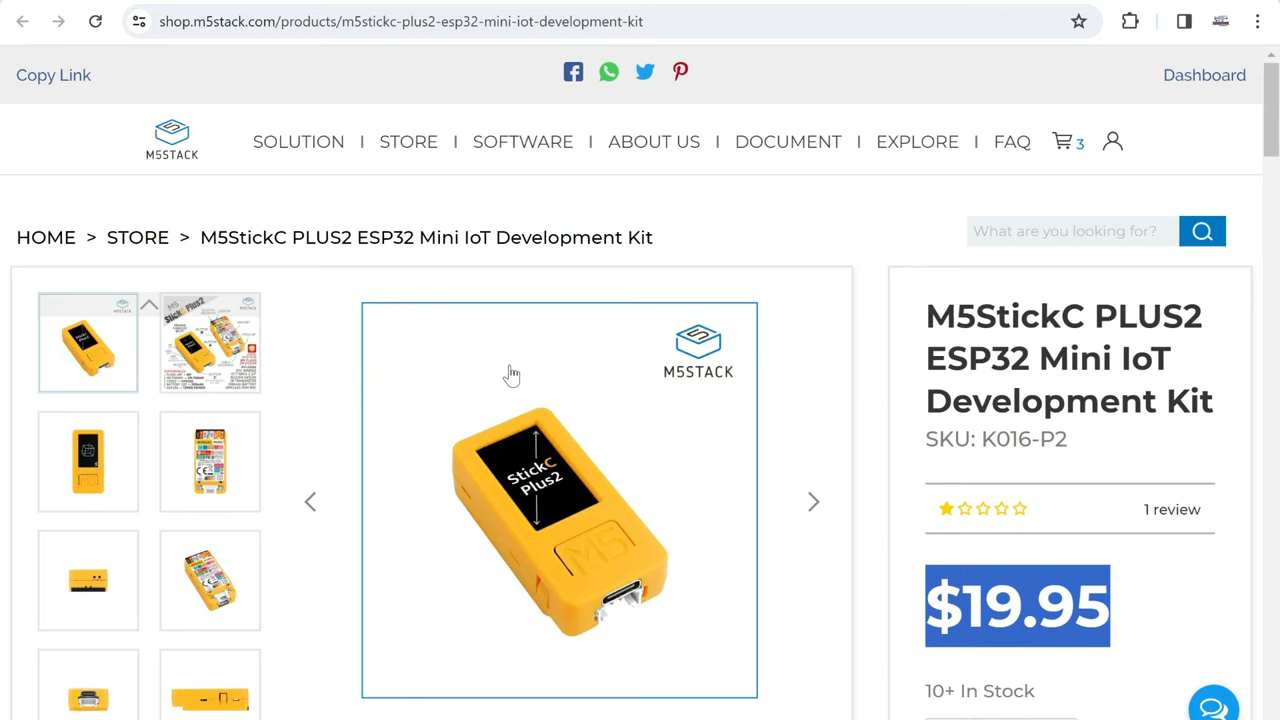 shop.m5stack.com/products/m5stickc-plus2-esp32-mini-iot-development-kit
Copy Link
Dashboard
M5STACK
SOLUTION | STORE | SOFTWARE | ABOUT US | DOCUMENT | EXPLORE | FAQ
3
HOME > STORE > M5StickC PLUS2 ESP32 Mini IoT Development Kit
What are you looking for?
M5STACK
StickC
Plus2
M5
M5StickC PLUS2
ESP32 Mini IoT
Development Kit
SKU: K016-P2
1 review
$19.95
10+ In Stock